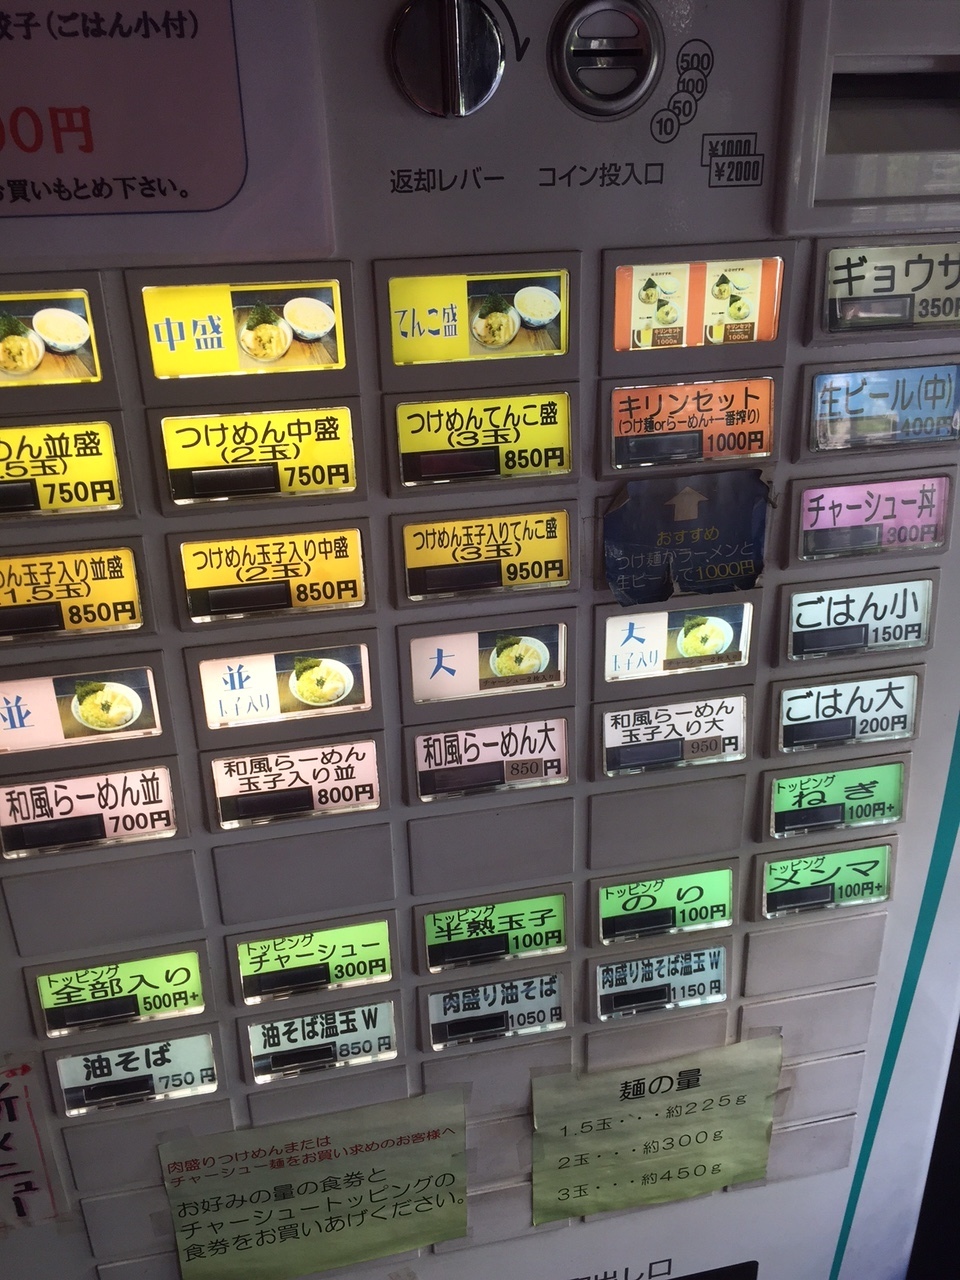 餃子(ごはん小付)
00円
お買いもとめ下さい。
返却レバー
コイン投入口
500
100
50
10
¥1000
¥2000
中盛
てんこ盛
ギョウザ
350円
めん並盛
.5玉)
750円
つけめん中盛
(2玉)
750円
つけめんてんこ盛
(3玉)
850円
キリンセット
(つけ麺orらーめん+一番搾り)
1000円
生ビール(中)
400円
めん玉子入り並盛
1.5玉)
850円
つけめん玉子入り中盛
(2玉)
850円
つけめん玉子入りてんこ盛
(3玉)
950円
おすすめ
つけ麺かラーメンと
生ビールで1000円
チャーシュー丼
300円
ごはん小
150円
並
並
玉子入り
大
チャーシュー2枚入り
大
玉子入り
チャーシュー2枚入り
ごはん大
200円
和風らーめん並
700円
和風らーめん
玉子入り並
800円
和風らーめん大
850円
和風らーめん
玉子入り大
950円
トッピング
ねぎ
100円+
トッピング
メンマ
100円+
トッピング
全部入り
500円+
トッピング
チャーシュー
300円
トッピング
半熟玉子
100円
トッピング
のり
100円
油そば
750円
油そば温玉W
850円
肉盛り油そば
1050円
肉盛り油そば温玉W
1150円
肉盛りつけめんまたは
チャーシュー麺をお買い求めのお客様へ
お好みの量の食券と
チャーシュートッピングの
食券をお買いあげください。
麺の量
1.5玉・・・約225g
2玉・・・約300g
3玉・・・約450g